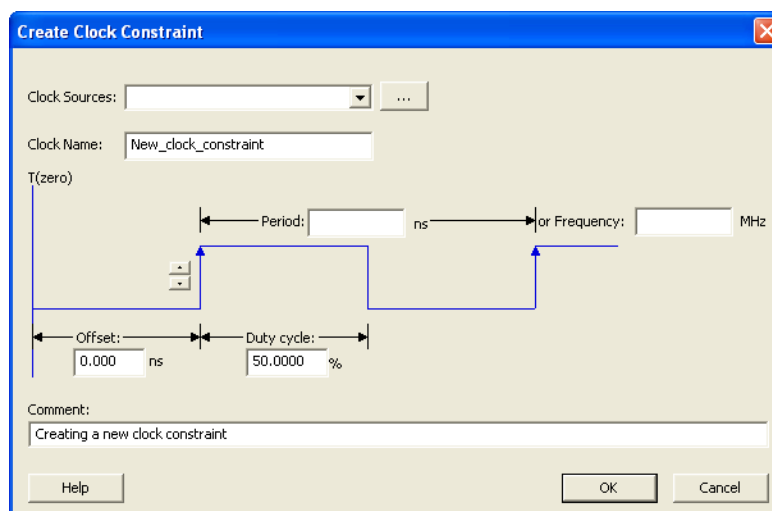 Create Clock Constraint
Clock Sources:
...
Clock Name: New_clock_constraint
T(zero)
Period: ns or Frequency: MHz
Offset: Duty cycle:
0.000 ns 50.0000 %
Comment:
Creating a new clock constraint
Help OK Cancel